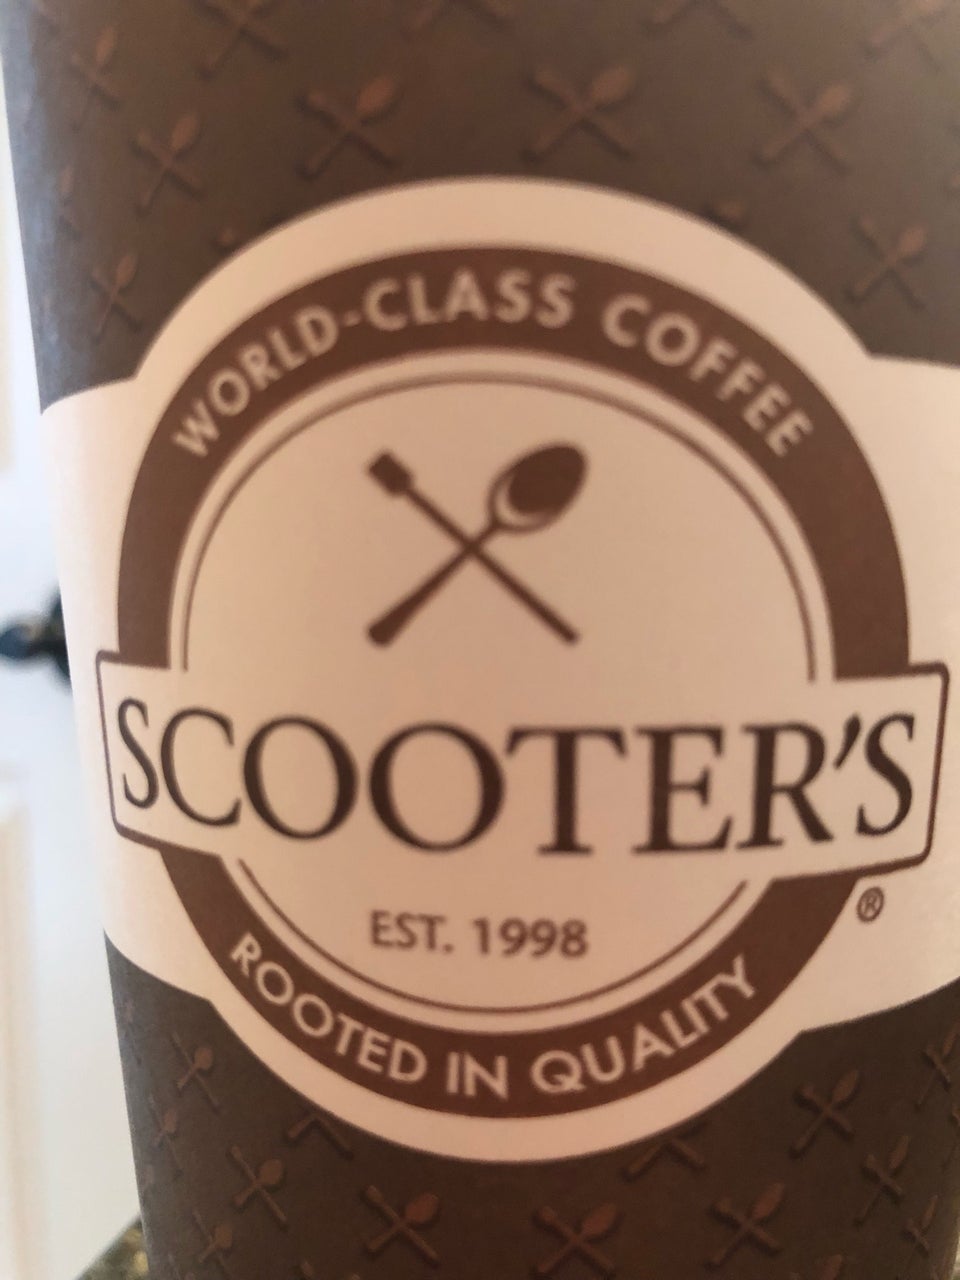 WORLD-CLASS COFFEE
SCOOTER'S
®
EST. 1998
ROOTED IN QUALITY